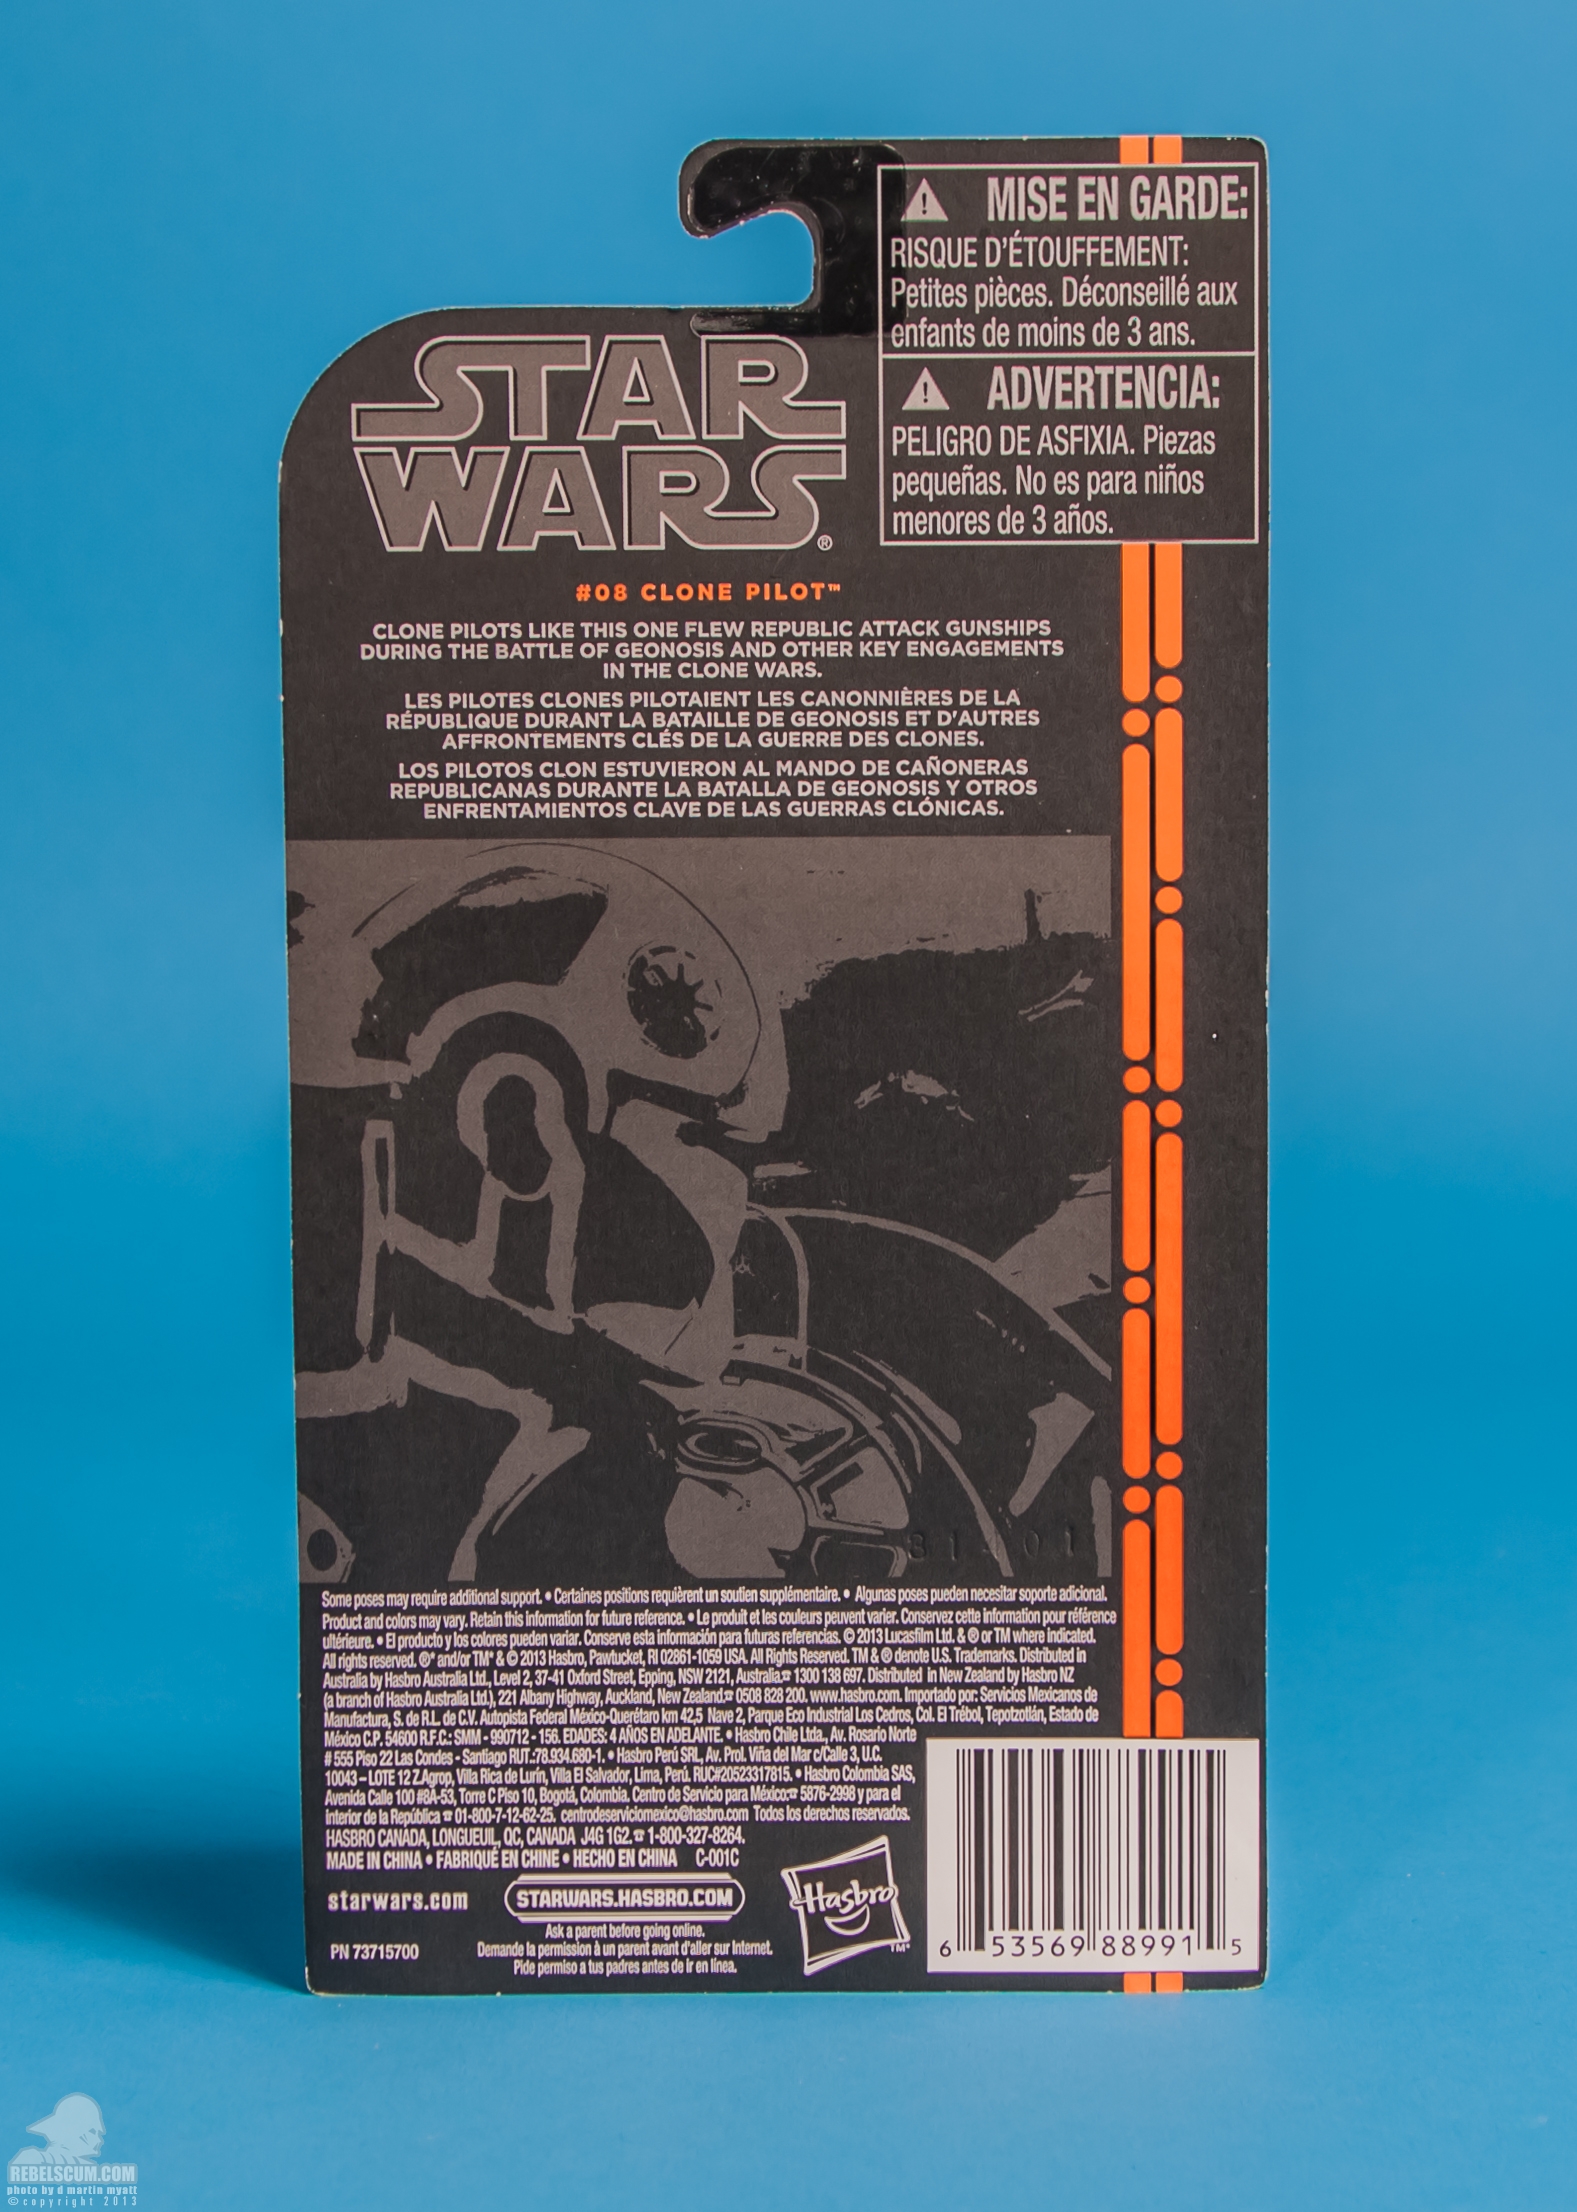 MISE EN GARDE:
RISQUE D'ÉTOUFFEMENT:
Petites pièces. Déconseillé aux
enfants de moins de 3 ans.
ADVERTENCIA:
PELIGRO DE ASFIXIA. Piezas
pequeñas. No es para niños
menores de 3 años.
STAR
WARS®
#08 CLONE PILOT™
CLONE PILOTS LIKE THIS ONE FLEW REPUBLIC ATTACK GUNSHIPS
DURING THE BATTLE OF GEONOSIS AND OTHER KEY ENGAGEMENTS
IN THE CLONE WARS.
LES PILOTES CLONES PILOTAIENT LES CANONNIÈRES DE LA
RÉPUBLIQUE DURANT LA BATAILLE DE GEONOSIS ET D'AUTRES
AFFRONTEMENTS CLÉS DE LA GUERRE DES CLONES.
LOS PILOTOS CLON ESTUVIERON AL MANDO DE CAÑONERAS
REPUBLICANAS DURANTE LA BATALLA DE GEONOSIS Y OTROS
ENFRENTAMIENTOS CLAVE DE LAS GUERRAS CLÓNICAS.
Some poses may require additional support. • Certaines positions requièrent un soutien supplémentaire. • Algunas poses pueden necesitar soporte adicional.
Product and colors may vary. Retain this information for future reference. • Le produit et les couleurs peuvent varier. Conservez cette information pour référence
ultérieure. • El producto y los colores pueden variar. Conserve esta información para futuras referencias. © 2013 Lucasfilm Ltd. & ® or TM where indicated.
All rights reserved. ®* and/or TM* & © 2013 Hasbro, Pawtucket, RI 02861-1059 USA. All Rights Reserved. TM & ® denote U.S. Trademarks. Distributed in
Australia by Hasbro Australia Ltd., Level 2, 37-41 Oxford Street, Epping, NSW 2121, Australia.☎ 1300 138 697. Distributed in New Zealand by Hasbro NZ
(a branch of Hasbro Australia Ltd.), 221 Albany Highway, Auckland, New Zealand.☎ 0508 828 200. www.hasbro.com. Importado por: Servicios Mexicanos de
Manufactura, S. de R.L. de C.V. Autopista Federal México-Querétaro km 42,5 Nave 2, Parque Eco Industrial Los Cedros, Col. El Trébol, Tepotzotlán, Estado de
México C.P. 54600 R.F.C.: SMM - 990712 - 156. EDADES: 4 AÑOS EN ADELANTE. • Hasbro Chile Ltda., Av. Rosario Norte
# 555 Piso 22 Las Condes - Santiago RUT.:78.934.680-1. • Hasbro Perú SRL, Av. Prol. Viña del Mar c/Calle 3, U.C.
10043 – LOTE 12 Z.Agrop, Villa Rica de Lurín, Villa El Salvador, Lima, Perú. RUC#20523317815. • Hasbro Colombia SAS,
Avenida Calle 100 #8A-53, Torre C Piso 10, Bogotá, Colombia. Centro de Servicio para México:☎ 5876-2998 y para el
interior de la República ☎ 01-800-7-12-62-25. centrodeserviciomexico@hasbro.com Todos los derechos reservados.
HASBRO CANADA, LONGUEUIL, QC, CANADA J4G 1G2.☎ 1-800-327-8264.
MADE IN CHINA • FABRIQUÉ EN CHINE • HECHO EN CHINA C-001C
starwars.com
STARWARS.HASBRO.COM
Ask a parent before going online.
Demande la permission à un parent avant d'aller sur Internet.
Pide permiso a tus padres antes de ir en línea.
PN 73715700
Hasbro
TM*
6 53569 88991 5
REBELSCUM.COM
photo by d martin myatt
© copyright 2013